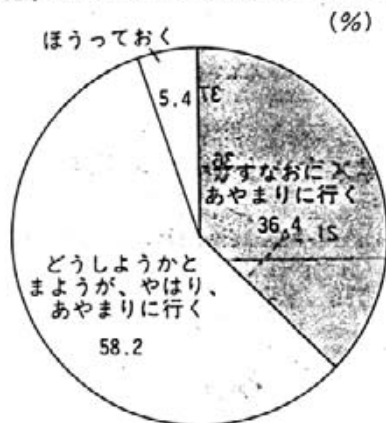 (%)
ほうっておく
5.4
すなおに
あやまりに行く
36.4
どうしようかと
まようが、やはり、
あやまりに行く
58.2